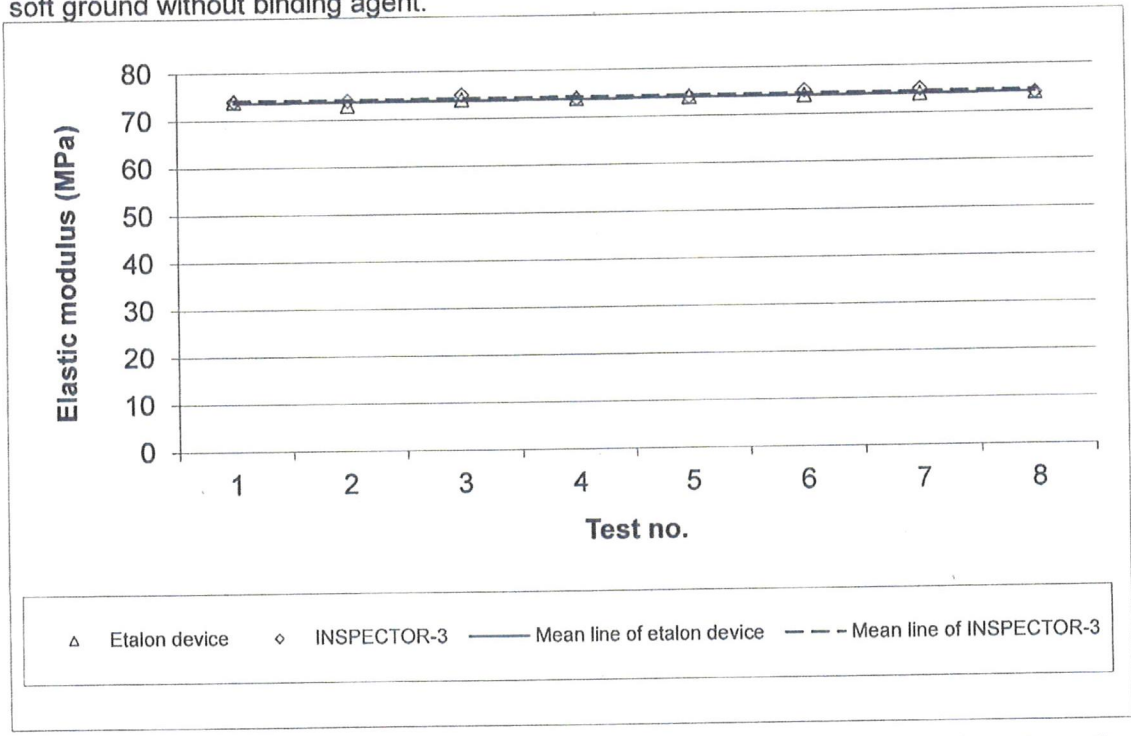 soft ground without binding agent.
80
70
60
50
40
30
20
10
0
Elastic modulus (MPa)
1 2 3 4 5 6 7 8
Test no.
Etalon device INSPECTOR-3 Mean line of etalon device Mean line of INSPECTOR-3